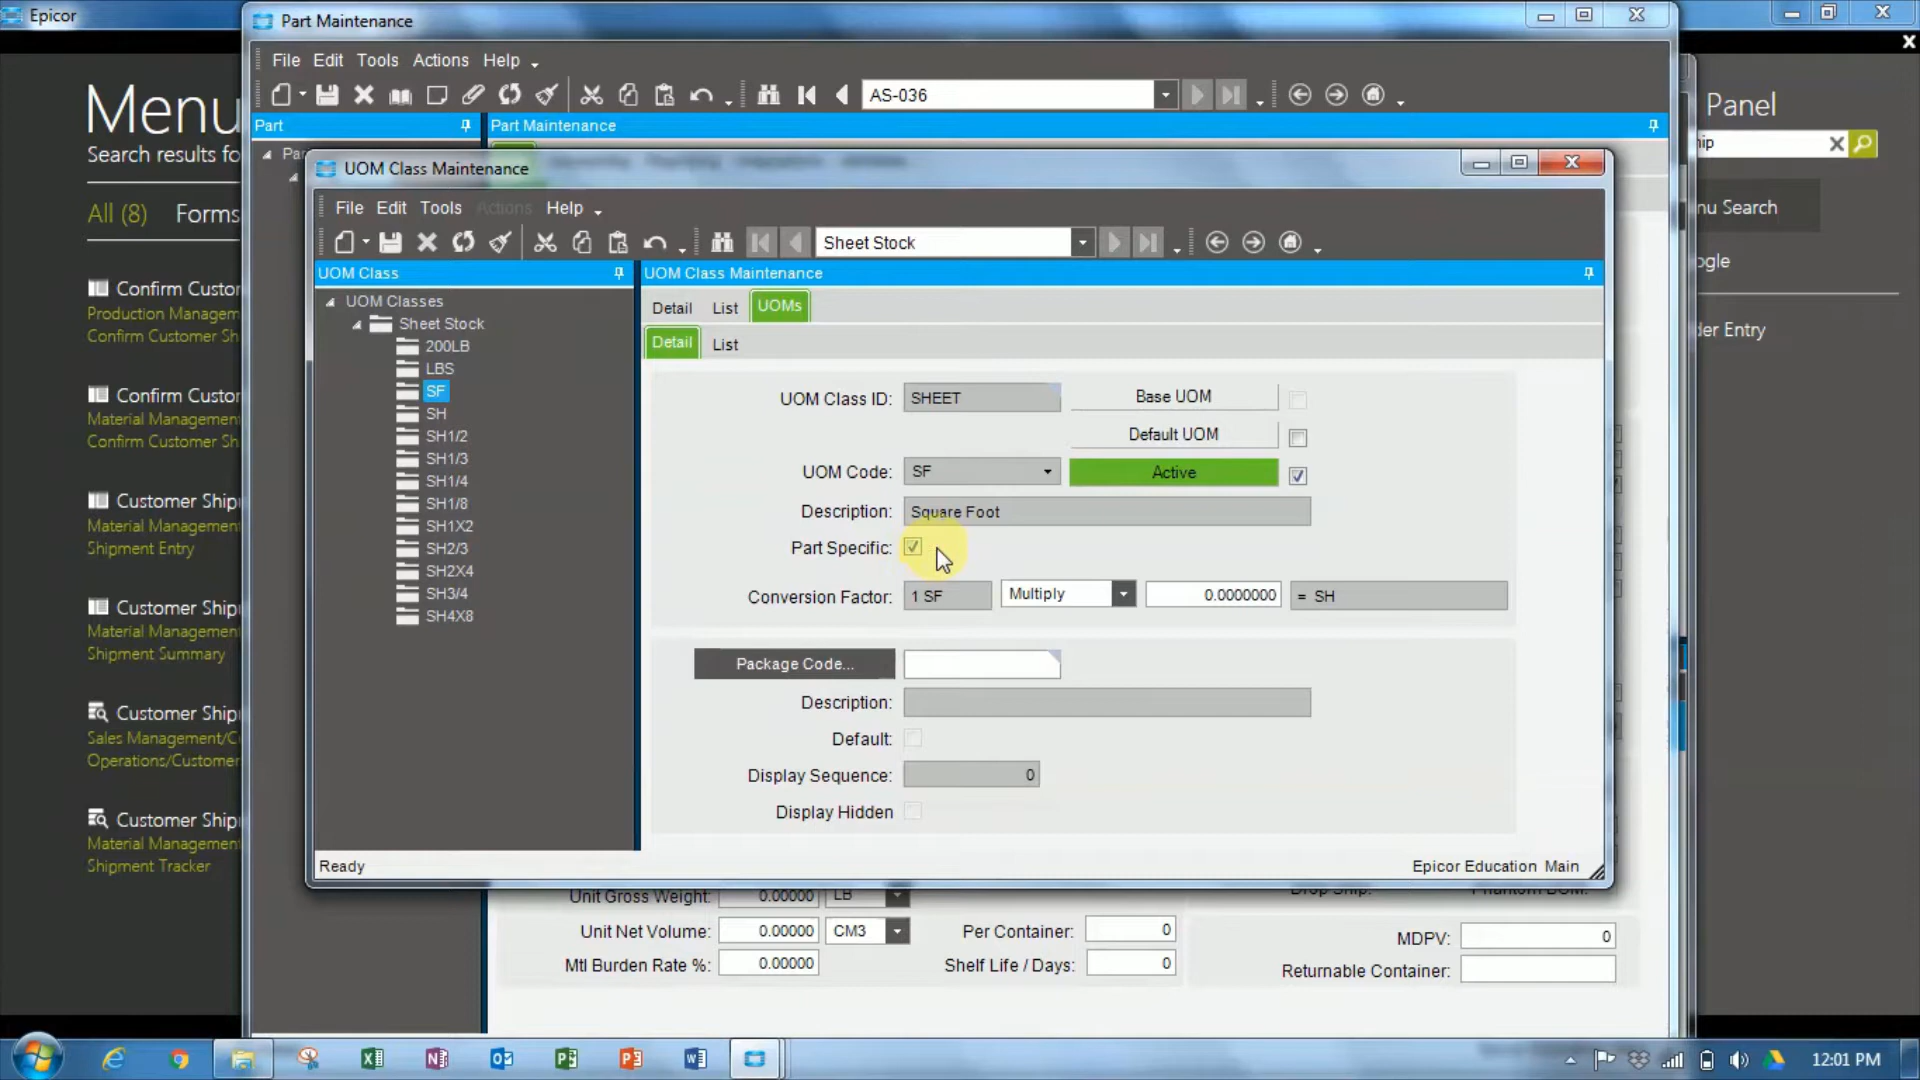 Epicor
Part Maintenance
File Edit Tools Actions Help
AS-036
Part
Part Maintenance
Menu
Search results fo
All (8) Forms
Confirm Custor
Production Managem
Confirm Customer Sh
Confirm Custor
Material Management
Confirm Customer Sh
Customer Ship
Material Management
Shipment Entry
Customer Ship
Material Management
Shipment Summary
Customer Ship
Sales Management/C
Operations/Customer
Customer Ship
Material Management
Shipment Tracker
Pa
UOM Class Maintenance
File Edit Tools Actions Help
Sheet Stock
UOM Class
UOM Class Maintenance
UOM Classes
Sheet Stock
200LB
LBS
SF
SH
SH1/2
SH1/3
SH1/4
SH1/8
SH1X2
SH2/3
SH2X4
SH3/4
SH4X8
Detail List UOMs
Detail List
UOM Class ID: SHEET Base UOM
Default UOM
UOM Code: SF Active
Description: Square Foot
Part Specific:
Conversion Factor: 1 SF Multiply 0.0000000 = SH
Package Code...
Description:
Default:
Display Sequence: 0
Display Hidden
Ready
Epicor Education Main
Unit Gross Weight: 0.00000 LB
Unit Net Volume: 0.00000 CM3 Per Container: 0
MDPV: 0
Mtl Burden Rate %: 0.00000 Shelf Life / Days: 0
Returnable Container:
Panel
ip
nu Search
ogle
der Entry
12:01 PM